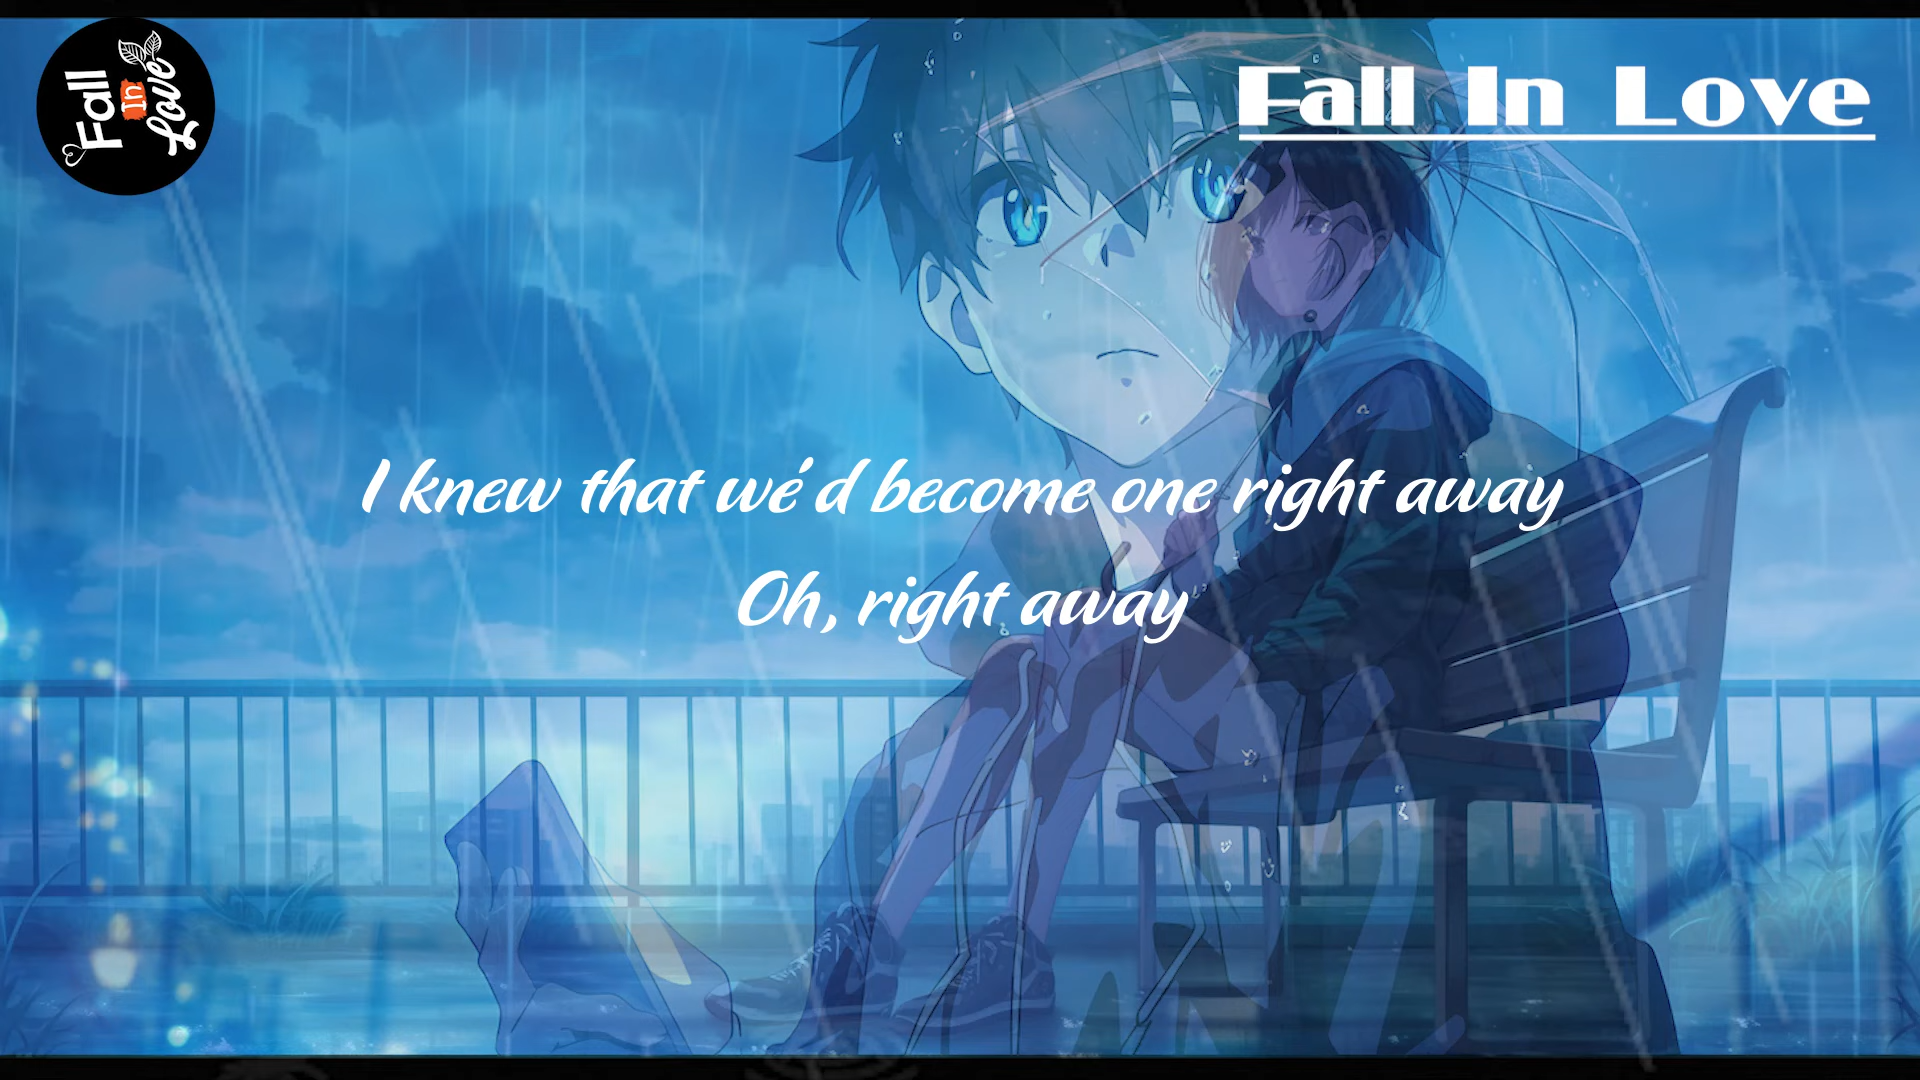 Fall
In
Love
Fall In Love
I knew that we'd become one right away
Oh, right away